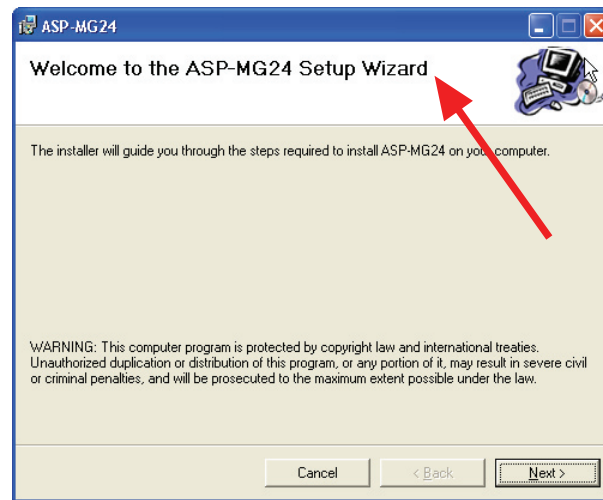 ASP-MG24
Welcome to the ASP-MG24 Setup Wizard
The installer will guide you through the steps required to install ASP-MG24 on your computer.
WARNING: This computer program is protected by copyright law and international treaties.
Unauthorized duplication or distribution of this program, or any portion of it, may result in severe civil
or criminal penalties, and will be prosecuted to the maximum extent possible under the law.
Cancel
< Back
Next >